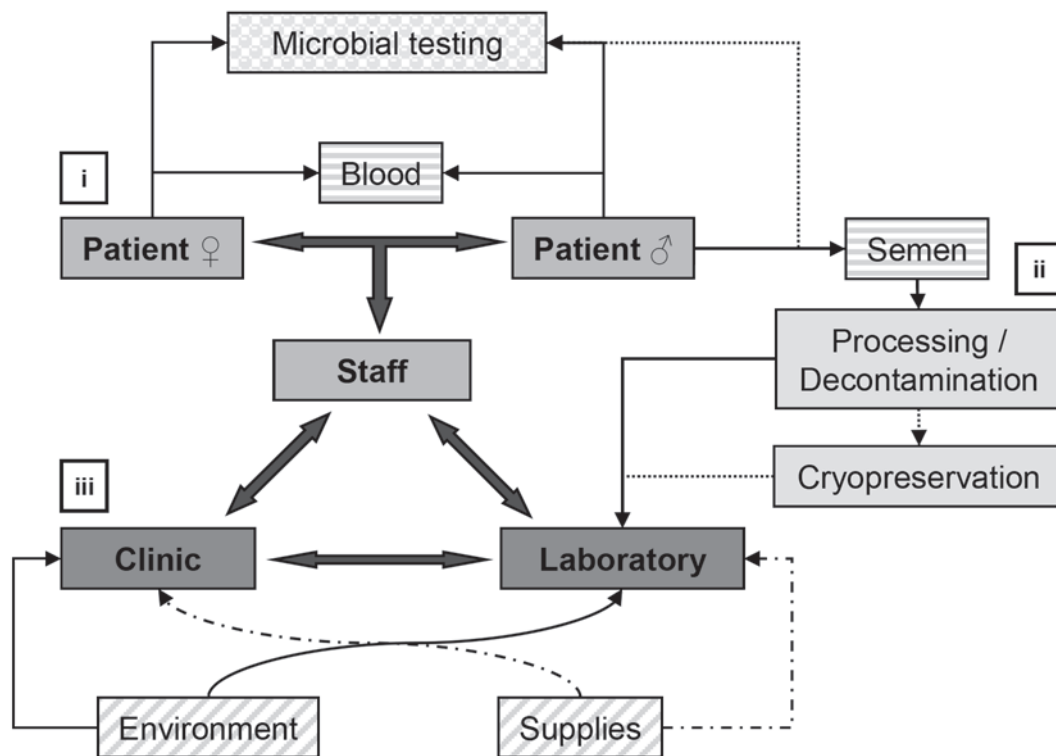 Microbial testing
i
Blood
Patient ♀
Patient ♂
Semen
ii
Staff
Processing /
Decontamination
Cryopreservation
iii
Clinic
Laboratory
Environment
Supplies